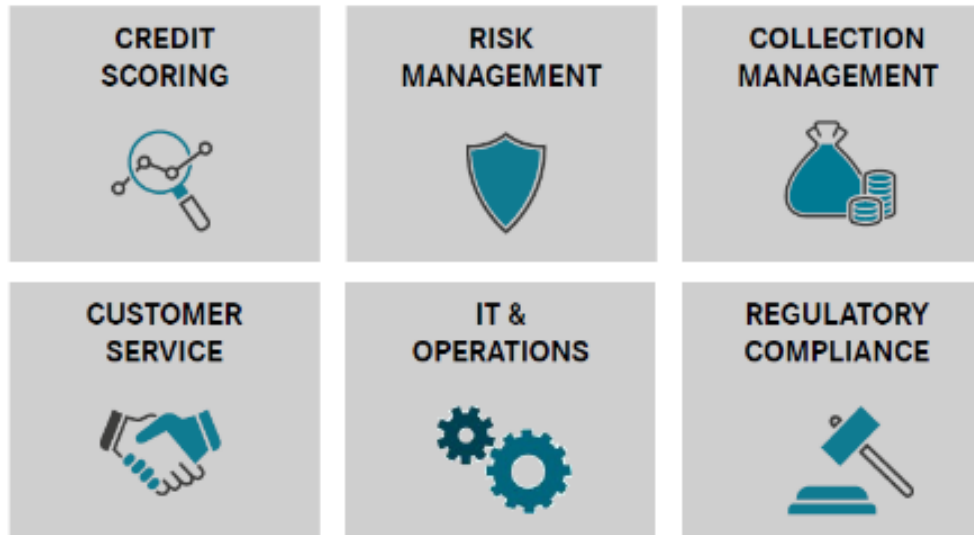 CREDIT
SCORING
RISK
MANAGEMENT
COLLECTION
MANAGEMENT
CUSTOMER
SERVICE
IT &
OPERATIONS
REGULATORY
COMPLIANCE